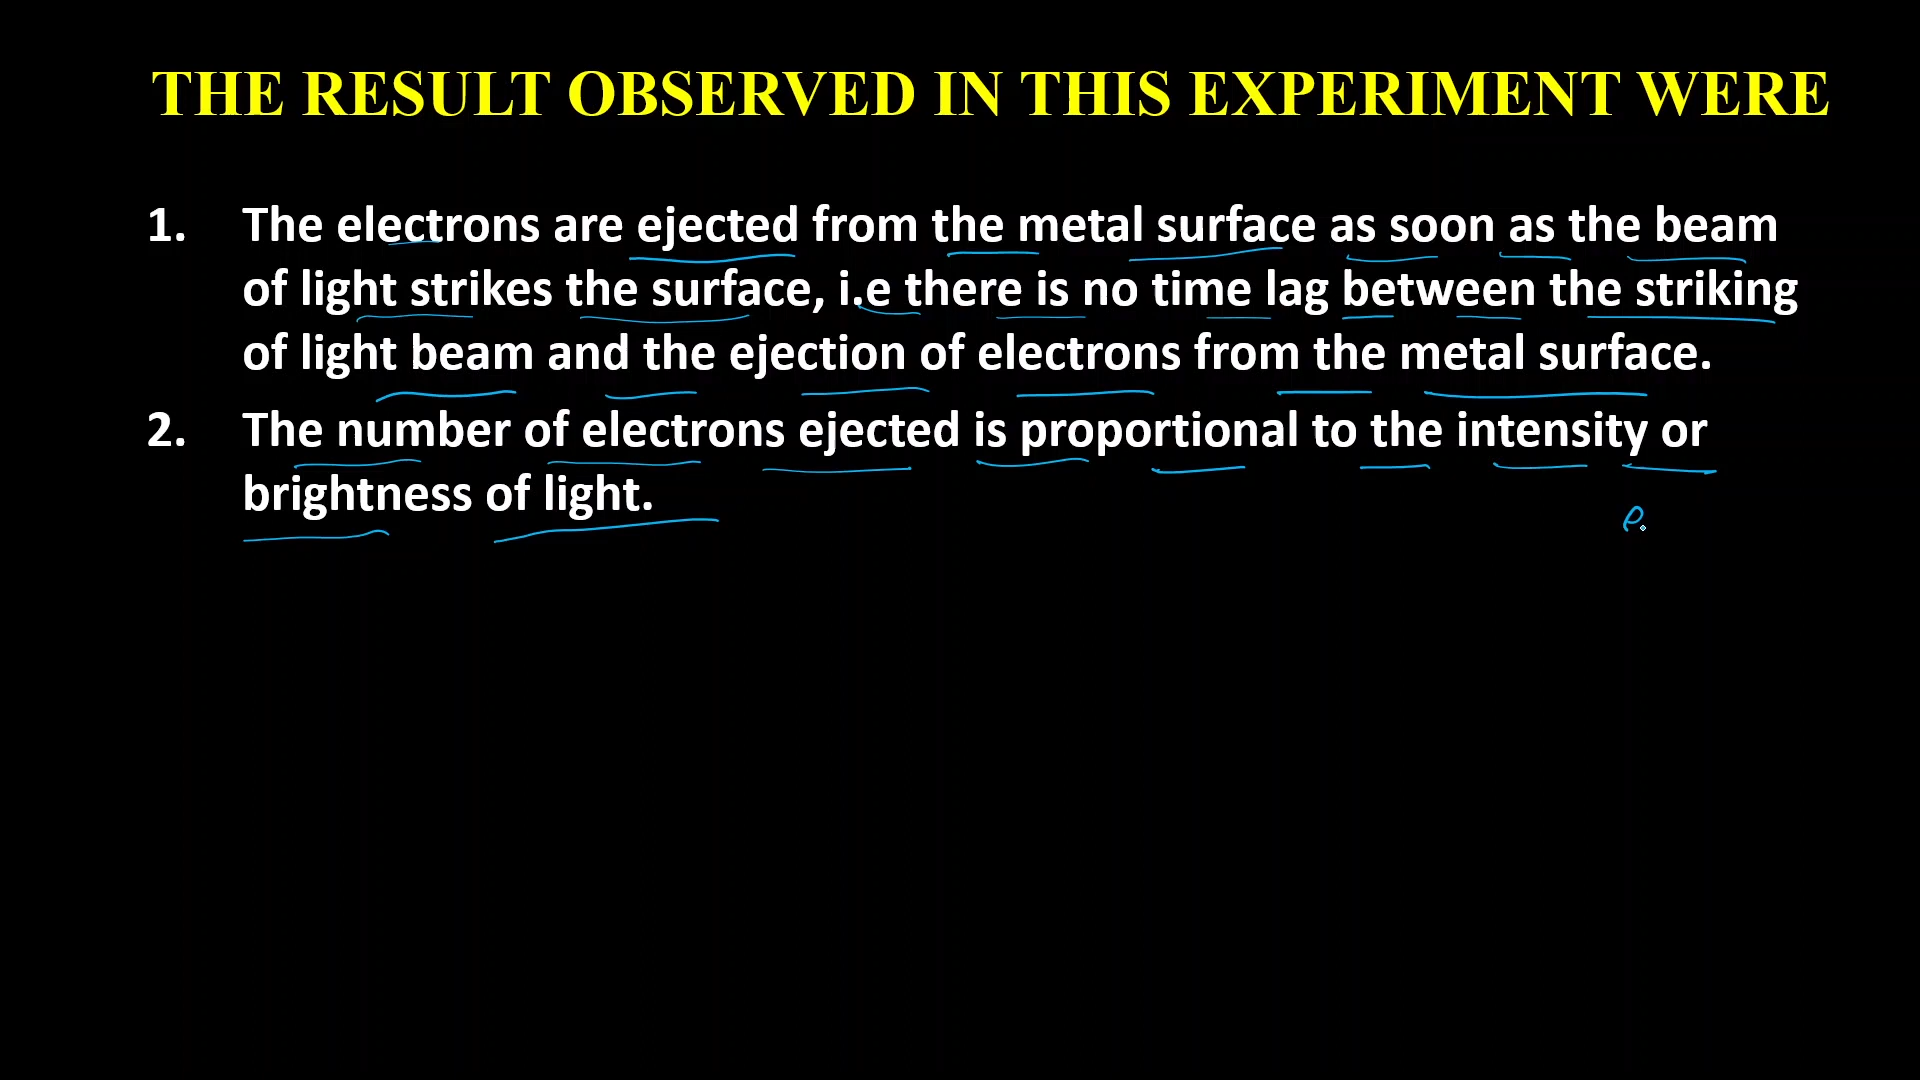 THE RESULT OBSERVED IN THIS EXPERIMENT WERE
1. The electrons are ejected from the metal surface as soon as the beam
of light strikes the surface, i.e there is no time lag between the striking
of light beam and the ejection of electrons from the metal surface.
2. The number of electrons ejected is proportional to the intensity or
brightness of light.